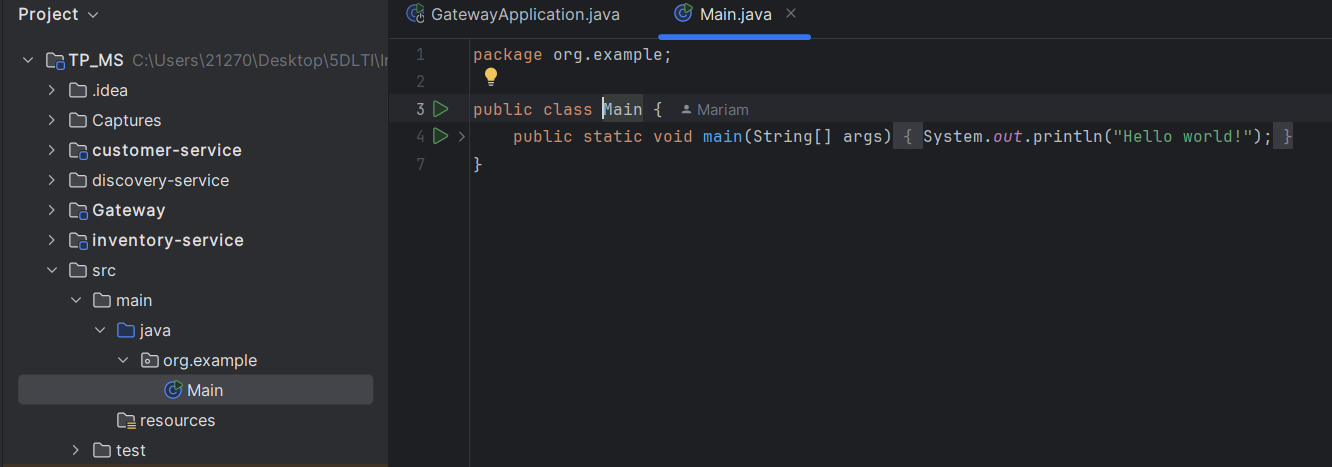 Project
TP_MS C:\Users\21270\Desktop\5DLTI\In
.idea
Captures
customer-service
discovery-service
Gateway
inventory-service
src
main
java
org.example
Main
resources
test
GatewayApplication.java
Main.java
1 package org.example;
2
3 public class Main { Mariam
4 public static void main(String[] args) { System.out.println("Hello world!"); }
7 }